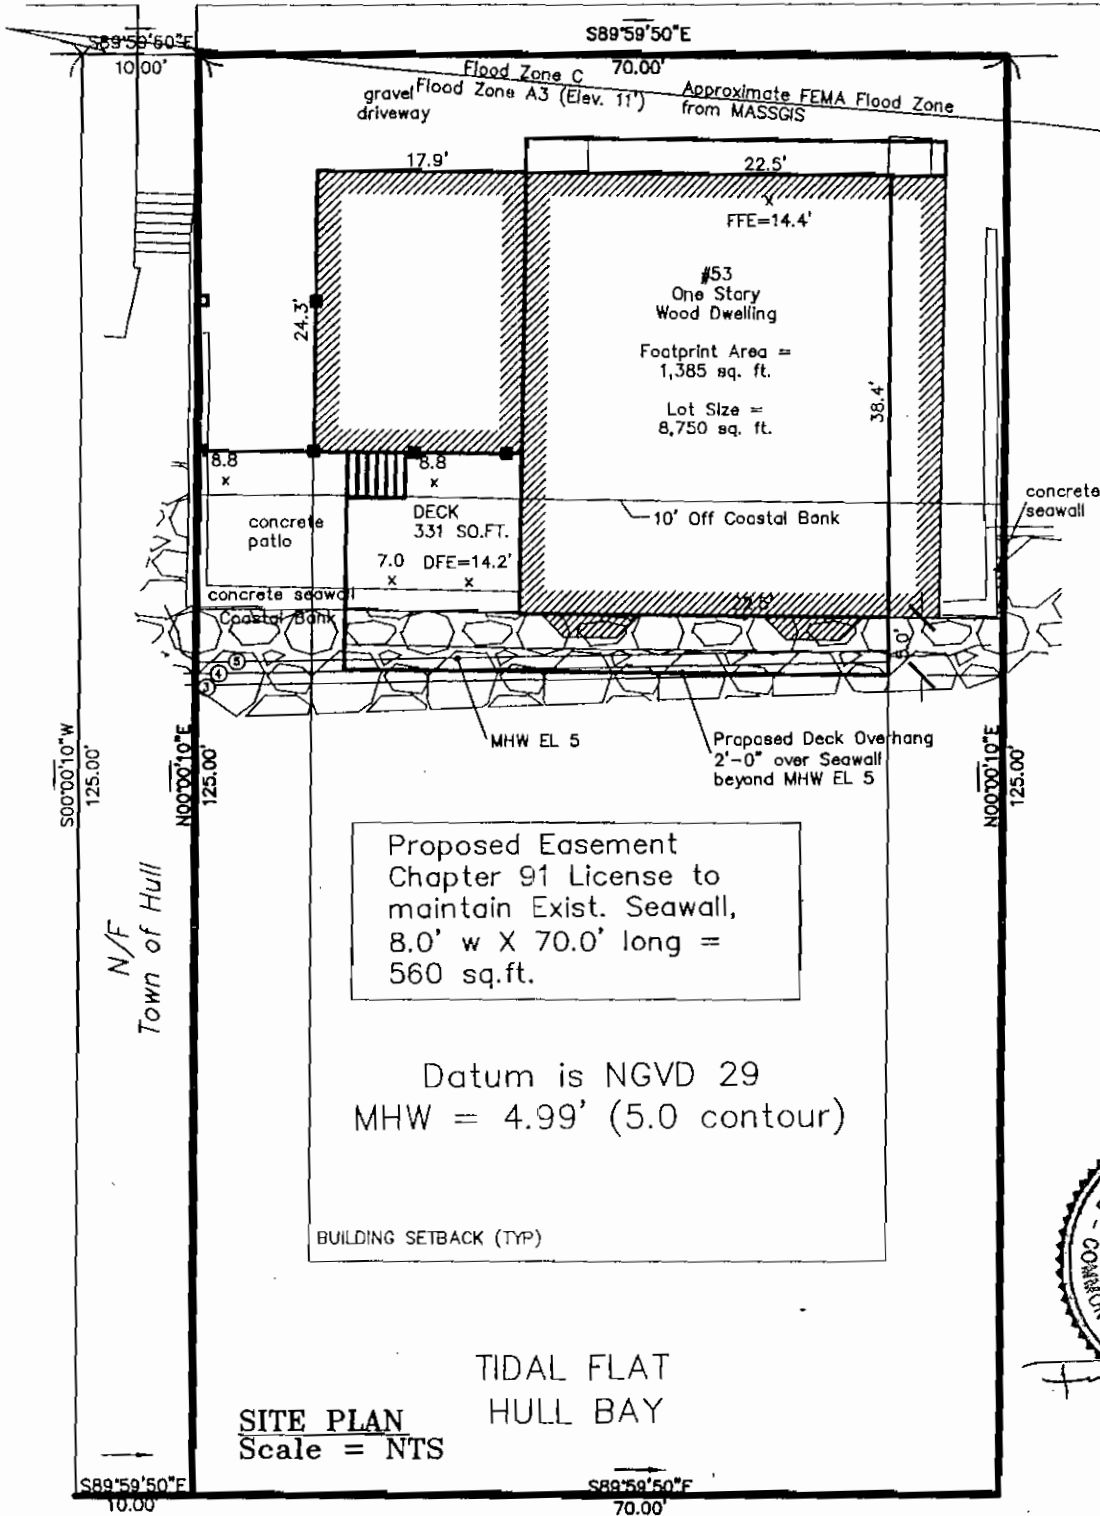 S89°59'50"E
10.00'
S89°59'50"E
70.00'
Flood Zone C
Flood Zone A3 (Elev. 11')
gravel
driveway
Approximate FEMA Flood Zone
from MASSGIS
17.9'
22.5'
FFE=14.4'
#53
One Story
Wood Dwelling
Footprint Area =
1,385 sq. ft.
Lot Size =
8,750 sq. ft.
24.3'
38.4'
8.8
x
8.8
x
DECK
331 SO.FT.
concrete
patio
10' Off Coastal Bank
concrete
seawall
7.0
x
DFE=14.2'
x
concrete seawall
Coastal Bank
22.5'
5
4
3
MHW EL 5
Proposed Deck Overhang
2'-0" over Seawall
beyond MHW EL 5
S00°00'10"W
125.00'
N00°00'10"E
125.00'
N00°00'10"E
125.00'
Proposed Easement
Chapter 91 License to
maintain Exist. Seawall,
8.0' w X 70.0' long =
560 sq.ft.
N/F
Town of Hull
Datum is NGVD 29
MHW = 4.99' (5.0 contour)
BUILDING SETBACK (TYP)
TIDAL FLAT
HULL BAY
SITE PLAN
Scale = NTS
S89°59'50"E
10.00'
S89°59'50"E
70.00'